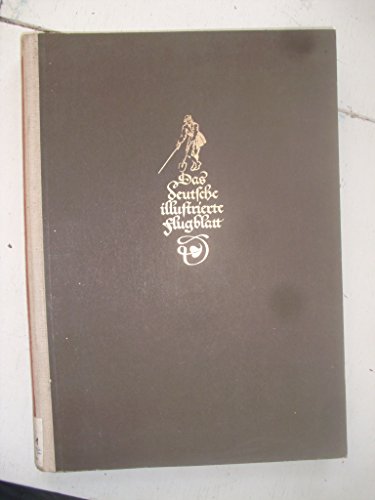 Das
deutsche
illustrierte
Flugblatt